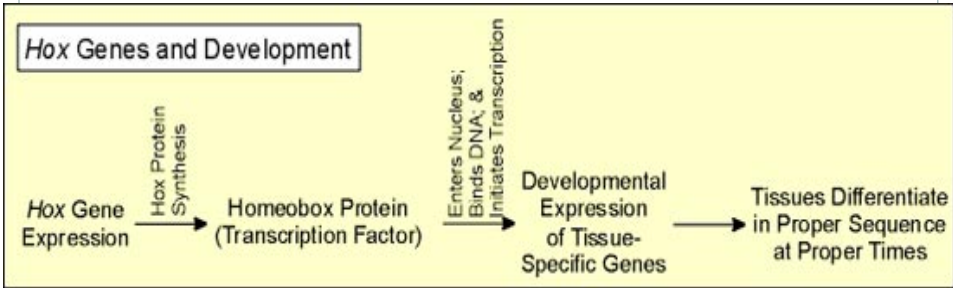 Hox Genes and Development
Hox Gene
Expression
Hox Protein
Synthesis
Homeobox Protein
(Transcription Factor)
Enters Nucleus;
Binds DNA; &
Initiates Transcription
Developmental
Expression
of Tissue-
Specific Genes
Tissues Differentiate
in Proper Sequence
at Proper Times